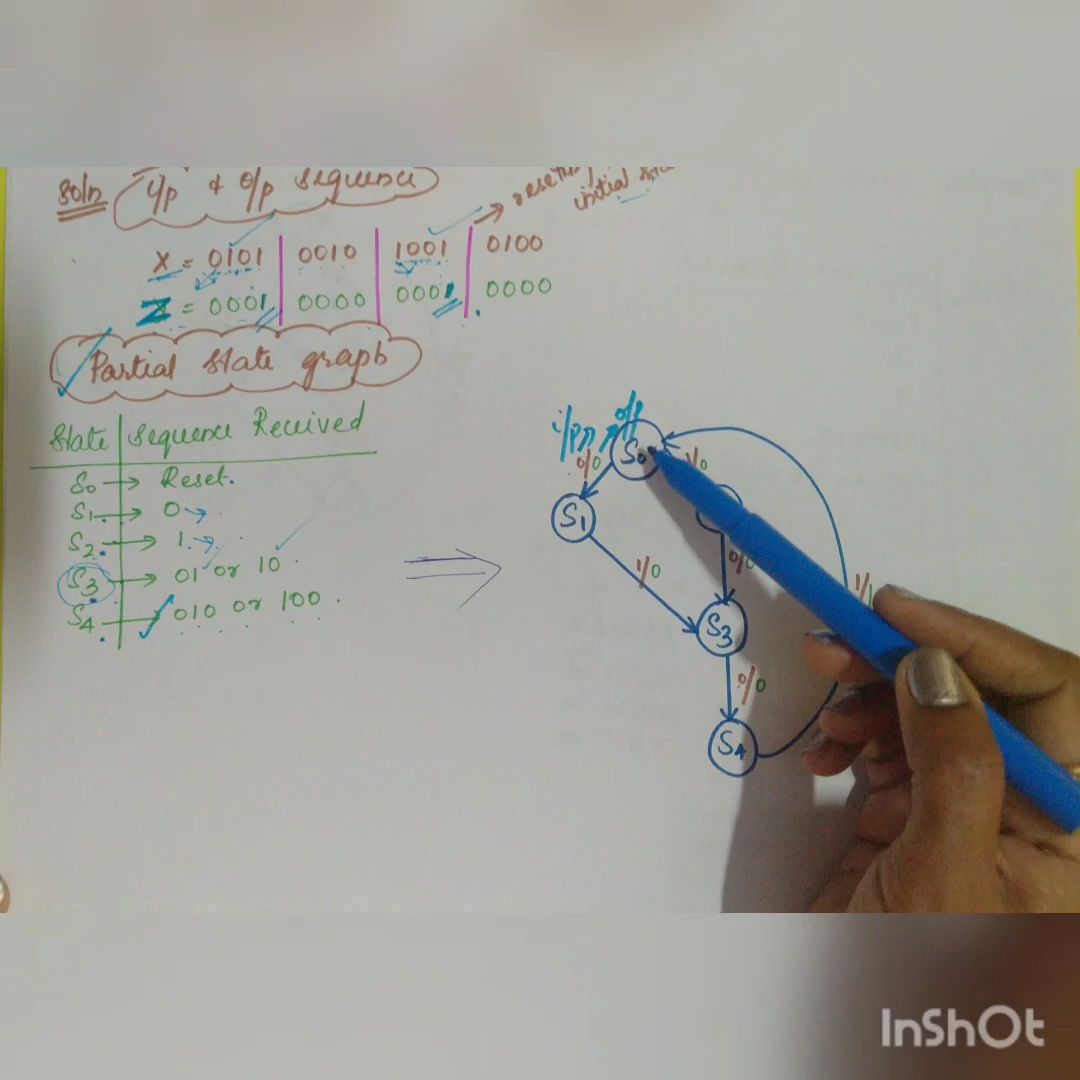 Soln i/p & o/p sequence
initial
X = 0101 | 0010 | 1001 | 0100
Z = 0001 | 0000 | 0001 | 0000
Partial state graph
State Sequence Received
S0 → Reset.
S1 → 0
S2 → 1
S3 → 01 or 10
S4 → 010 or 100
i/p o/p
S0
0/0 1/0
S1
1/0 0/0
1/1
S3
0/0
S4
InShOt